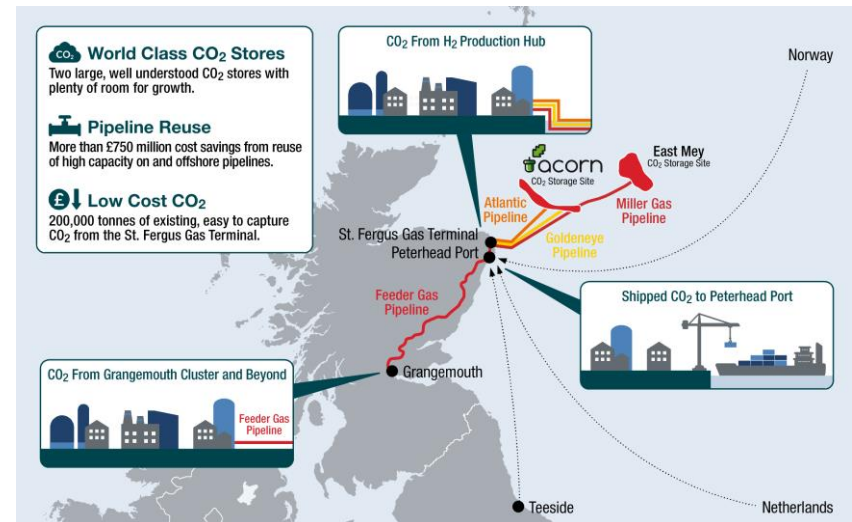 CO₂
World Class CO₂ Stores
Two large, well understood CO₂ stores with
plenty of room for growth.
Pipeline Reuse
More than £750 million cost savings from reuse
of high capacity on and offshore pipelines.
£
Low Cost CO₂
200,000 tonnes of existing, easy to capture
CO₂ from the St. Fergus Gas Terminal.
CO₂ From H₂ Production Hub
Norway
acorn
CO₂ Storage Site
East Mey
CO₂ Storage Site
Atlantic
Pipeline
Miller Gas
Pipeline
Goldeneye
Pipeline
St. Fergus Gas Terminal
Peterhead Port
Feeder Gas
Pipeline
Shipped CO₂ to Peterhead Port
CO₂ From Grangemouth Cluster and Beyond
Feeder Gas
Pipeline
Grangemouth
Teeside
Netherlands